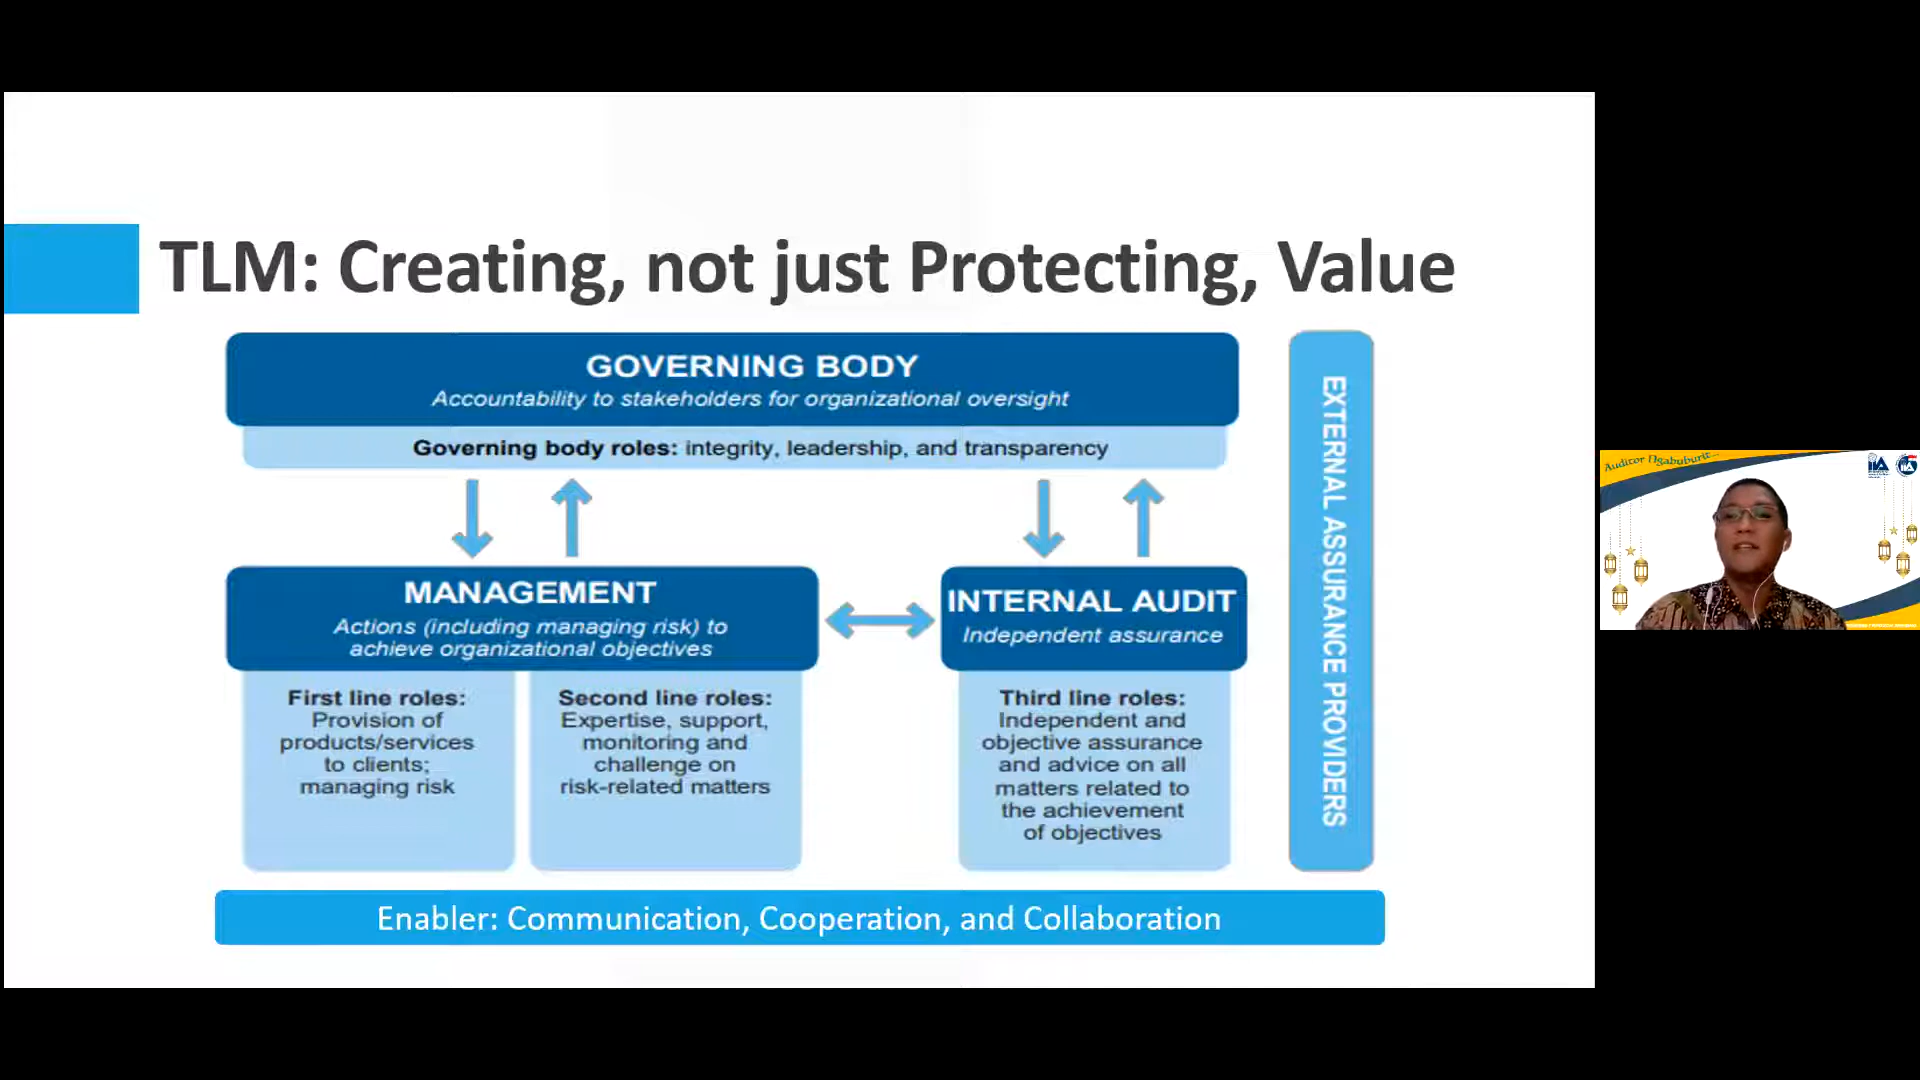 TLM: Creating, not just Protecting, Value
GOVERNING BODY
Accountability to stakeholders for organizational oversight
Governing body roles: integrity, leadership, and transparency
MANAGEMENT
Actions (including managing risk) to
achieve organizational objectives
First line roles:
Provision of
products/services
to clients;
managing risk
Second line roles:
Expertise, support,
monitoring and
challenge on
risk-related matters
INTERNAL AUDIT
Independent assurance
Third line roles:
Independent and
objective assurance
and advice on all
matters related to
the achievement
of objectives
EXTERNAL ASSURANCE PROVIDERS
Enabler: Communication, Cooperation, and Collaboration
Auditor Ngabuburit...
IIA